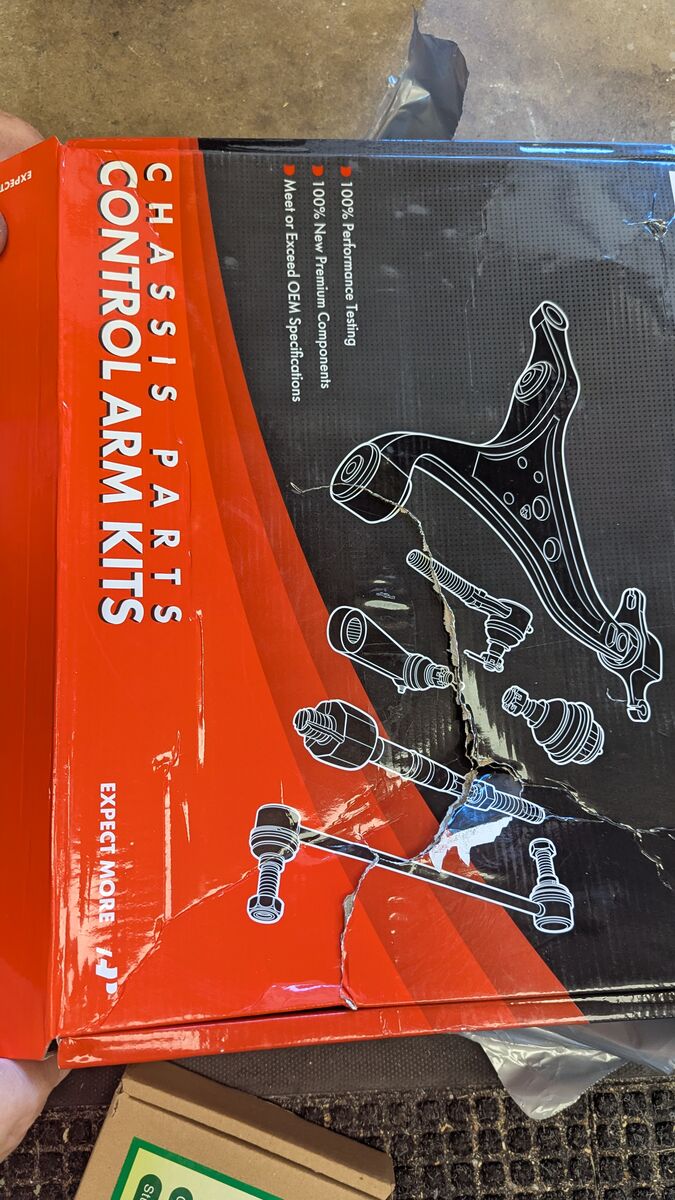 CHASSIS PARTS
CONTROL ARM KITS
100% Performance Testing
100% New Premium Components
Meet or Exceed OEM Specifications
EXPECT MORE
EXPECT